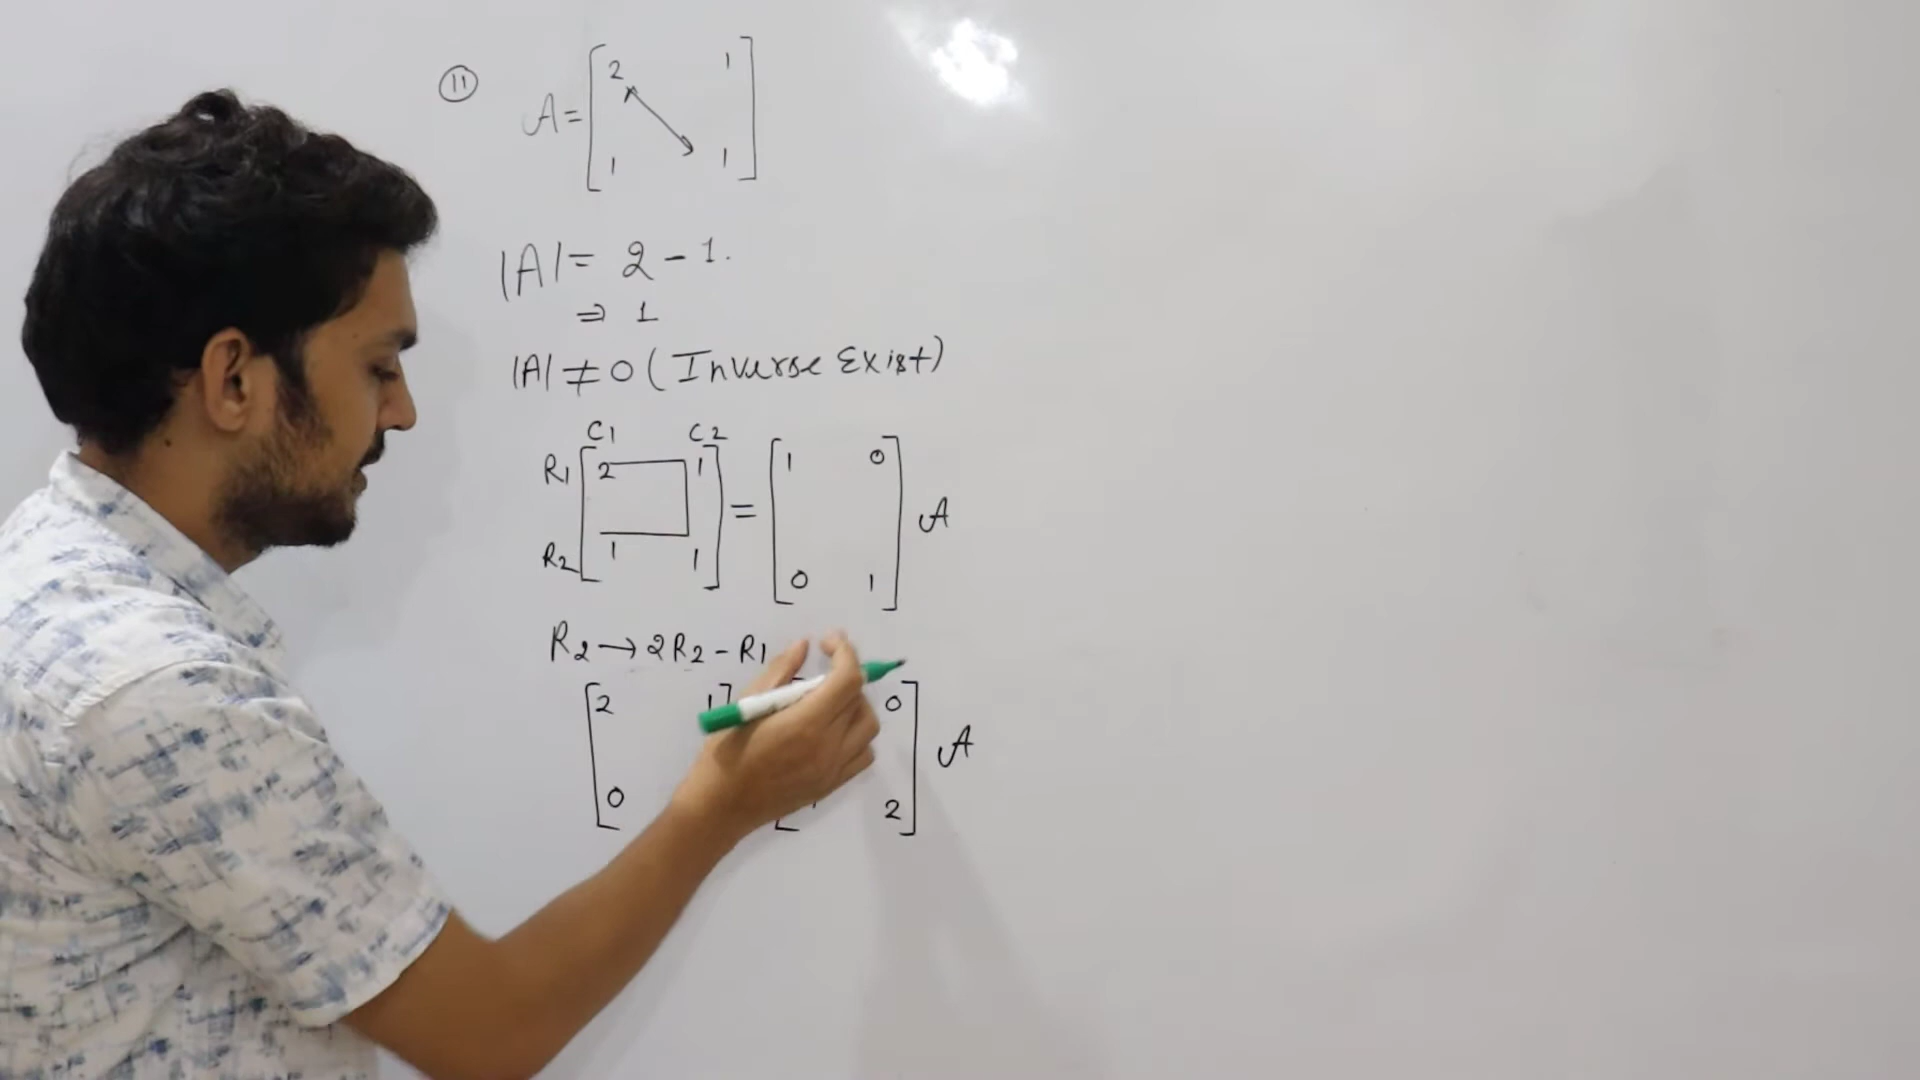 (11) A = [ 2 1
1 1 ]
|A| = 2 - 1.
⇒ 1
|A| ≠ 0 (Inverse Exist)
C1 C2
R1 [ 2 1 ] = [ 1 0 ] A
R2 [ 1 1 ] [ 0 1 ]
R2 → 2R2 - R1
[ 2 1 ] [ 0 ] A
[ 0 [ 2 ]